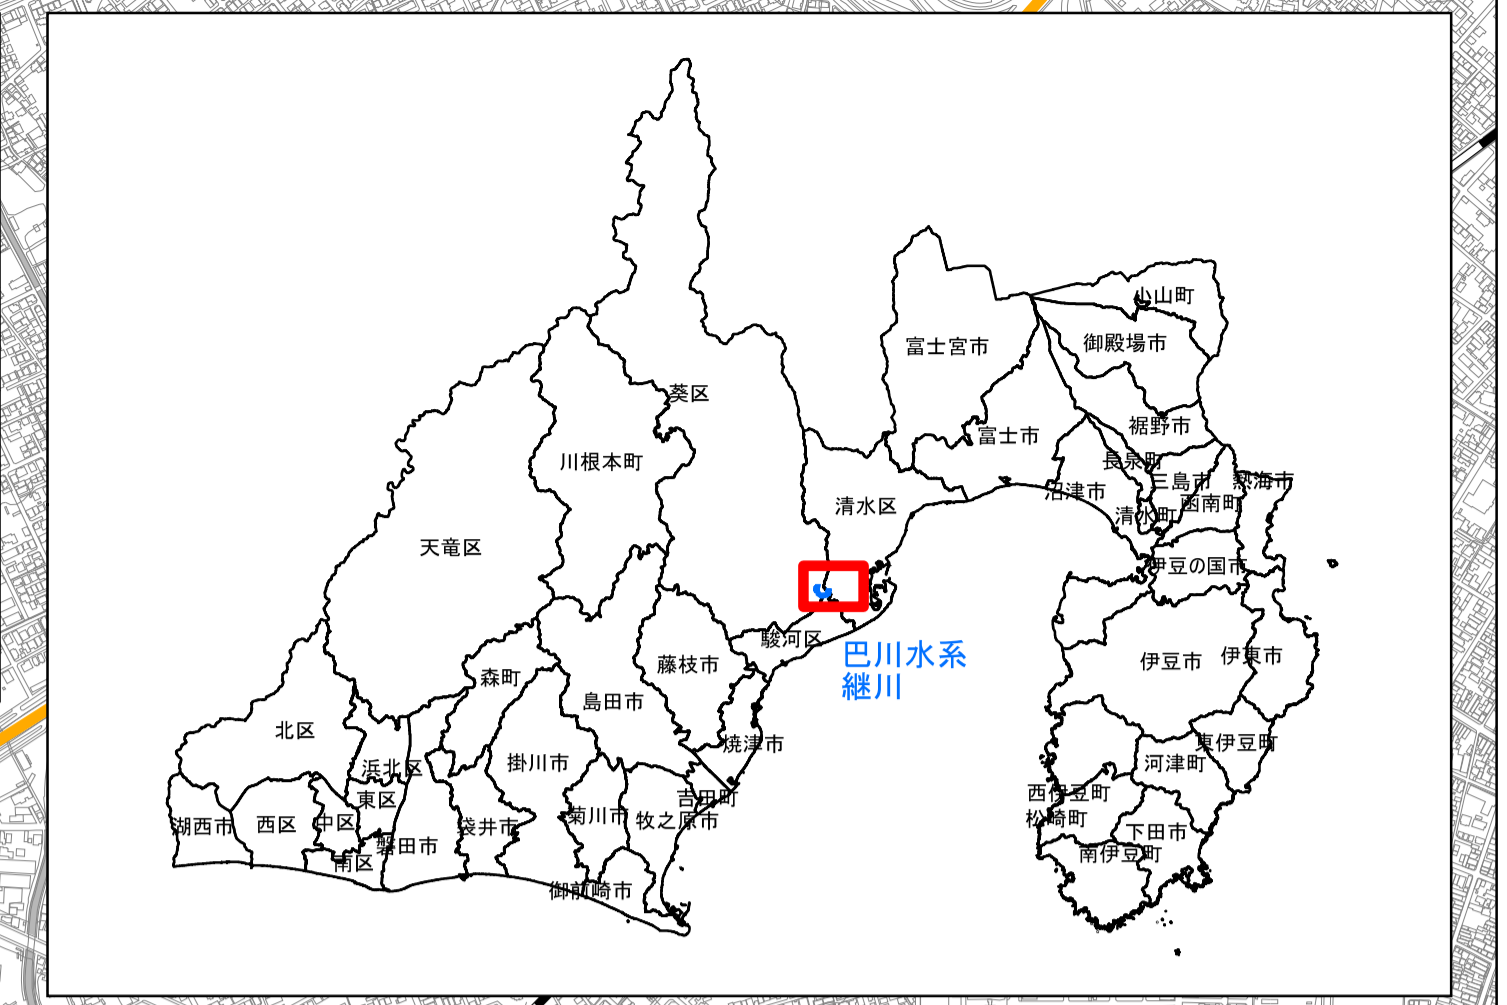 小山町
御殿場市
富士宮市
葵区
裾野市
富士市
川根本町
長泉町
三島市
熱海市
沼津市
函南町
清水区
清水町
天竜区
伊豆の国市
駿河区
巴川水系
継川
藤枝市
伊豆市
伊東市
森町
島田市
北区
焼津市
東伊豆町
掛川市
河津町
浜北区
西伊豆町
東区
吉田町
松崎町
湖西市
西区
中区
袋井市
菊川市
牧之原市
下田市
磐田市
南区
南伊豆町
御前崎市